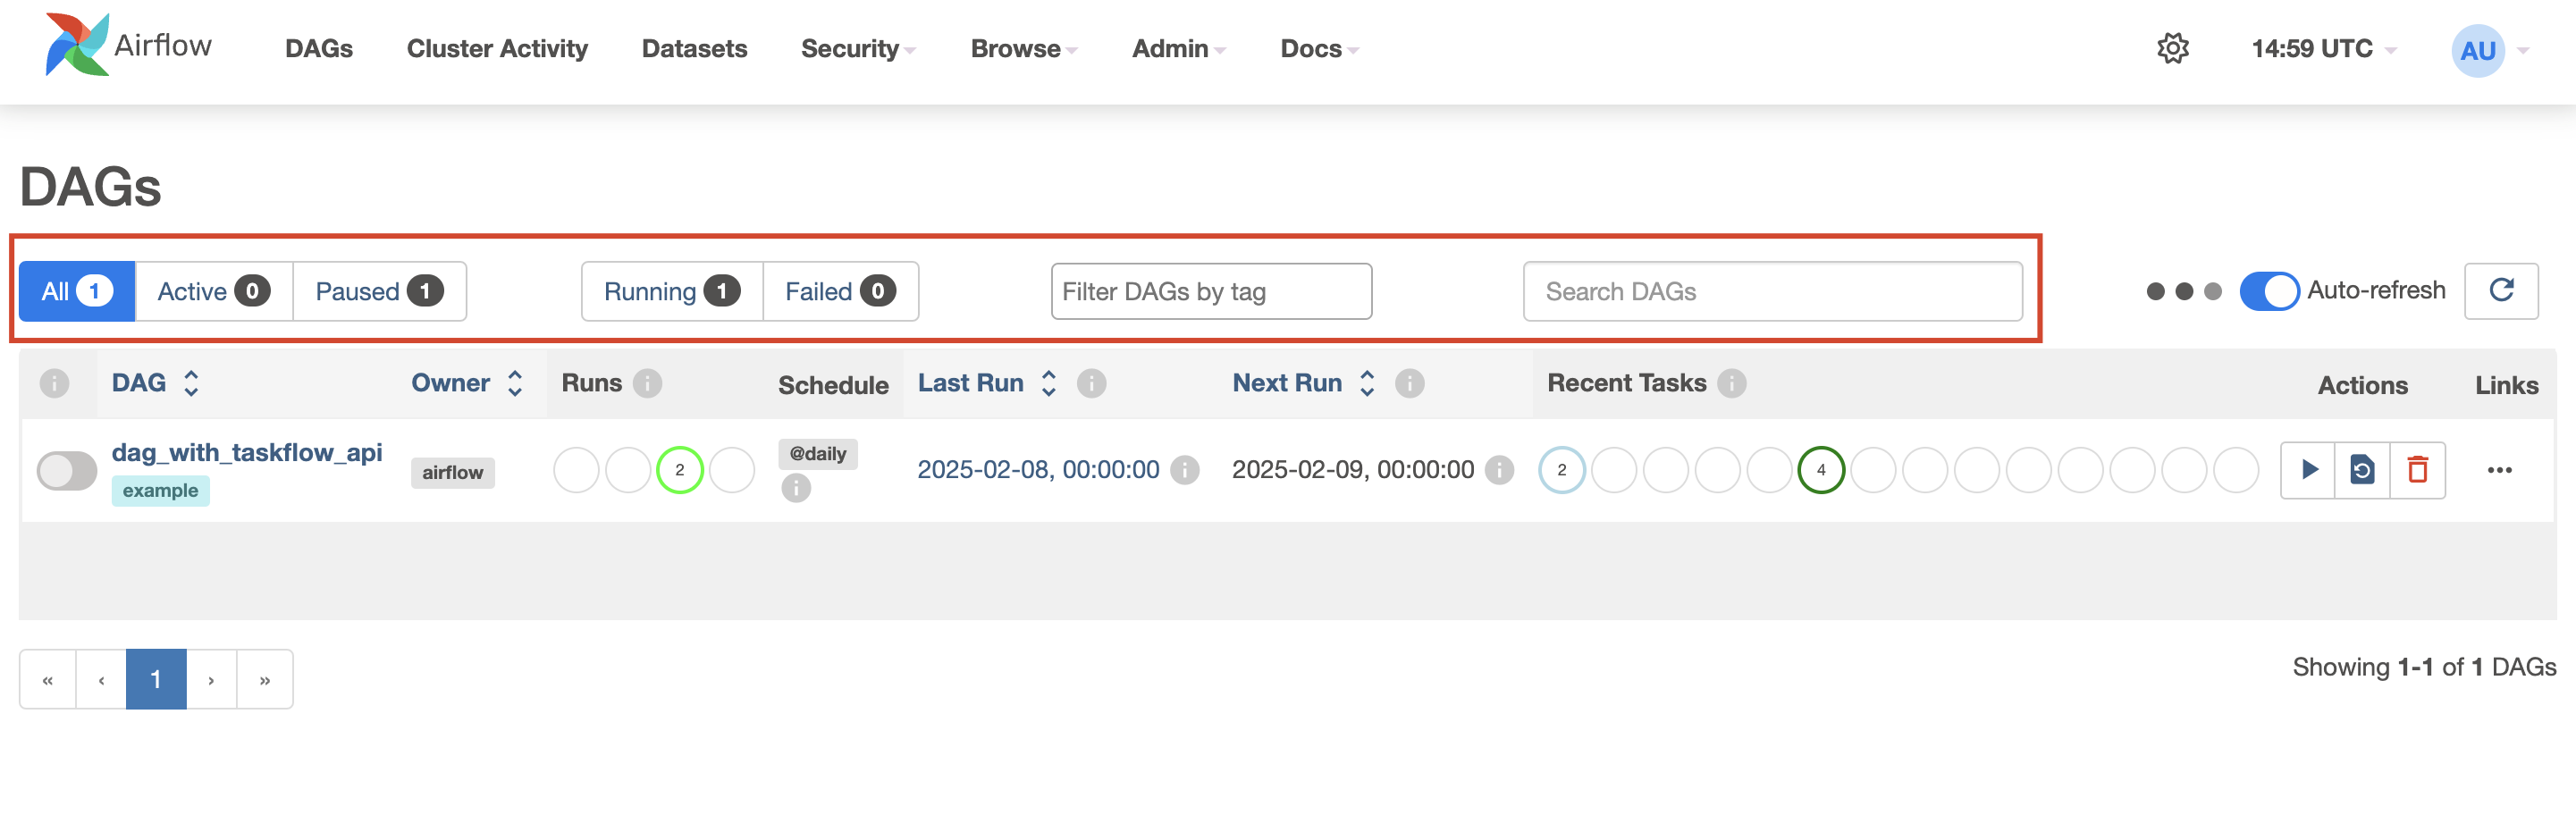 Airflow DAGs Cluster Activity Datasets Security Browse Admin Docs 14:59 UTC AU
DAGs
All 1 Active 0 Paused 1 Running 1 Failed 0 Filter DAGs by tag Search DAGs Auto-refresh
i DAG Owner Runs i Schedule Last Run i Next Run i Recent Tasks i Actions Links
dag_with_taskflow_api airflow 2 @daily 2025-02-08, 00:00:00 i 2025-02-09, 00:00:00 i 2 4 ...
example i
« ‹ 1 › »
Showing 1-1 of 1 DAGs